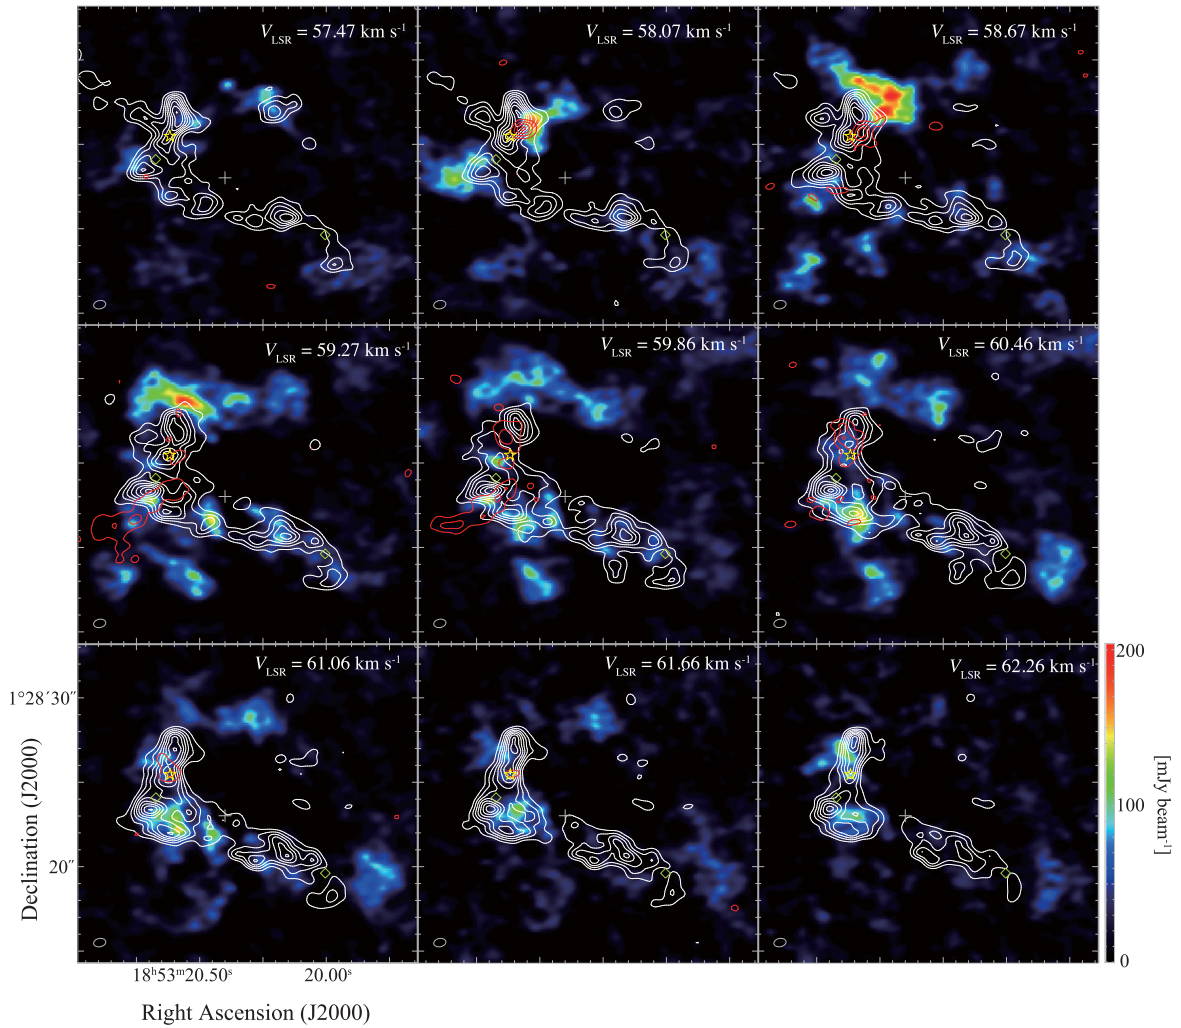 V_LSR = 57.47 km s⁻¹
V_LSR = 58.07 km s⁻¹
V_LSR = 58.67 km s⁻¹
V_LSR = 59.27 km s⁻¹
V_LSR = 59.86 km s⁻¹
V_LSR = 60.46 km s⁻¹
V_LSR = 61.06 km s⁻¹
V_LSR = 61.66 km s⁻¹
V_LSR = 62.26 km s⁻¹
200
100
0
[mJy beam⁻¹]
1°28′30″
20″
Declination (J2000)
18ʰ53ᵐ20.50ˢ
20.00ˢ
Right Ascension (J2000)